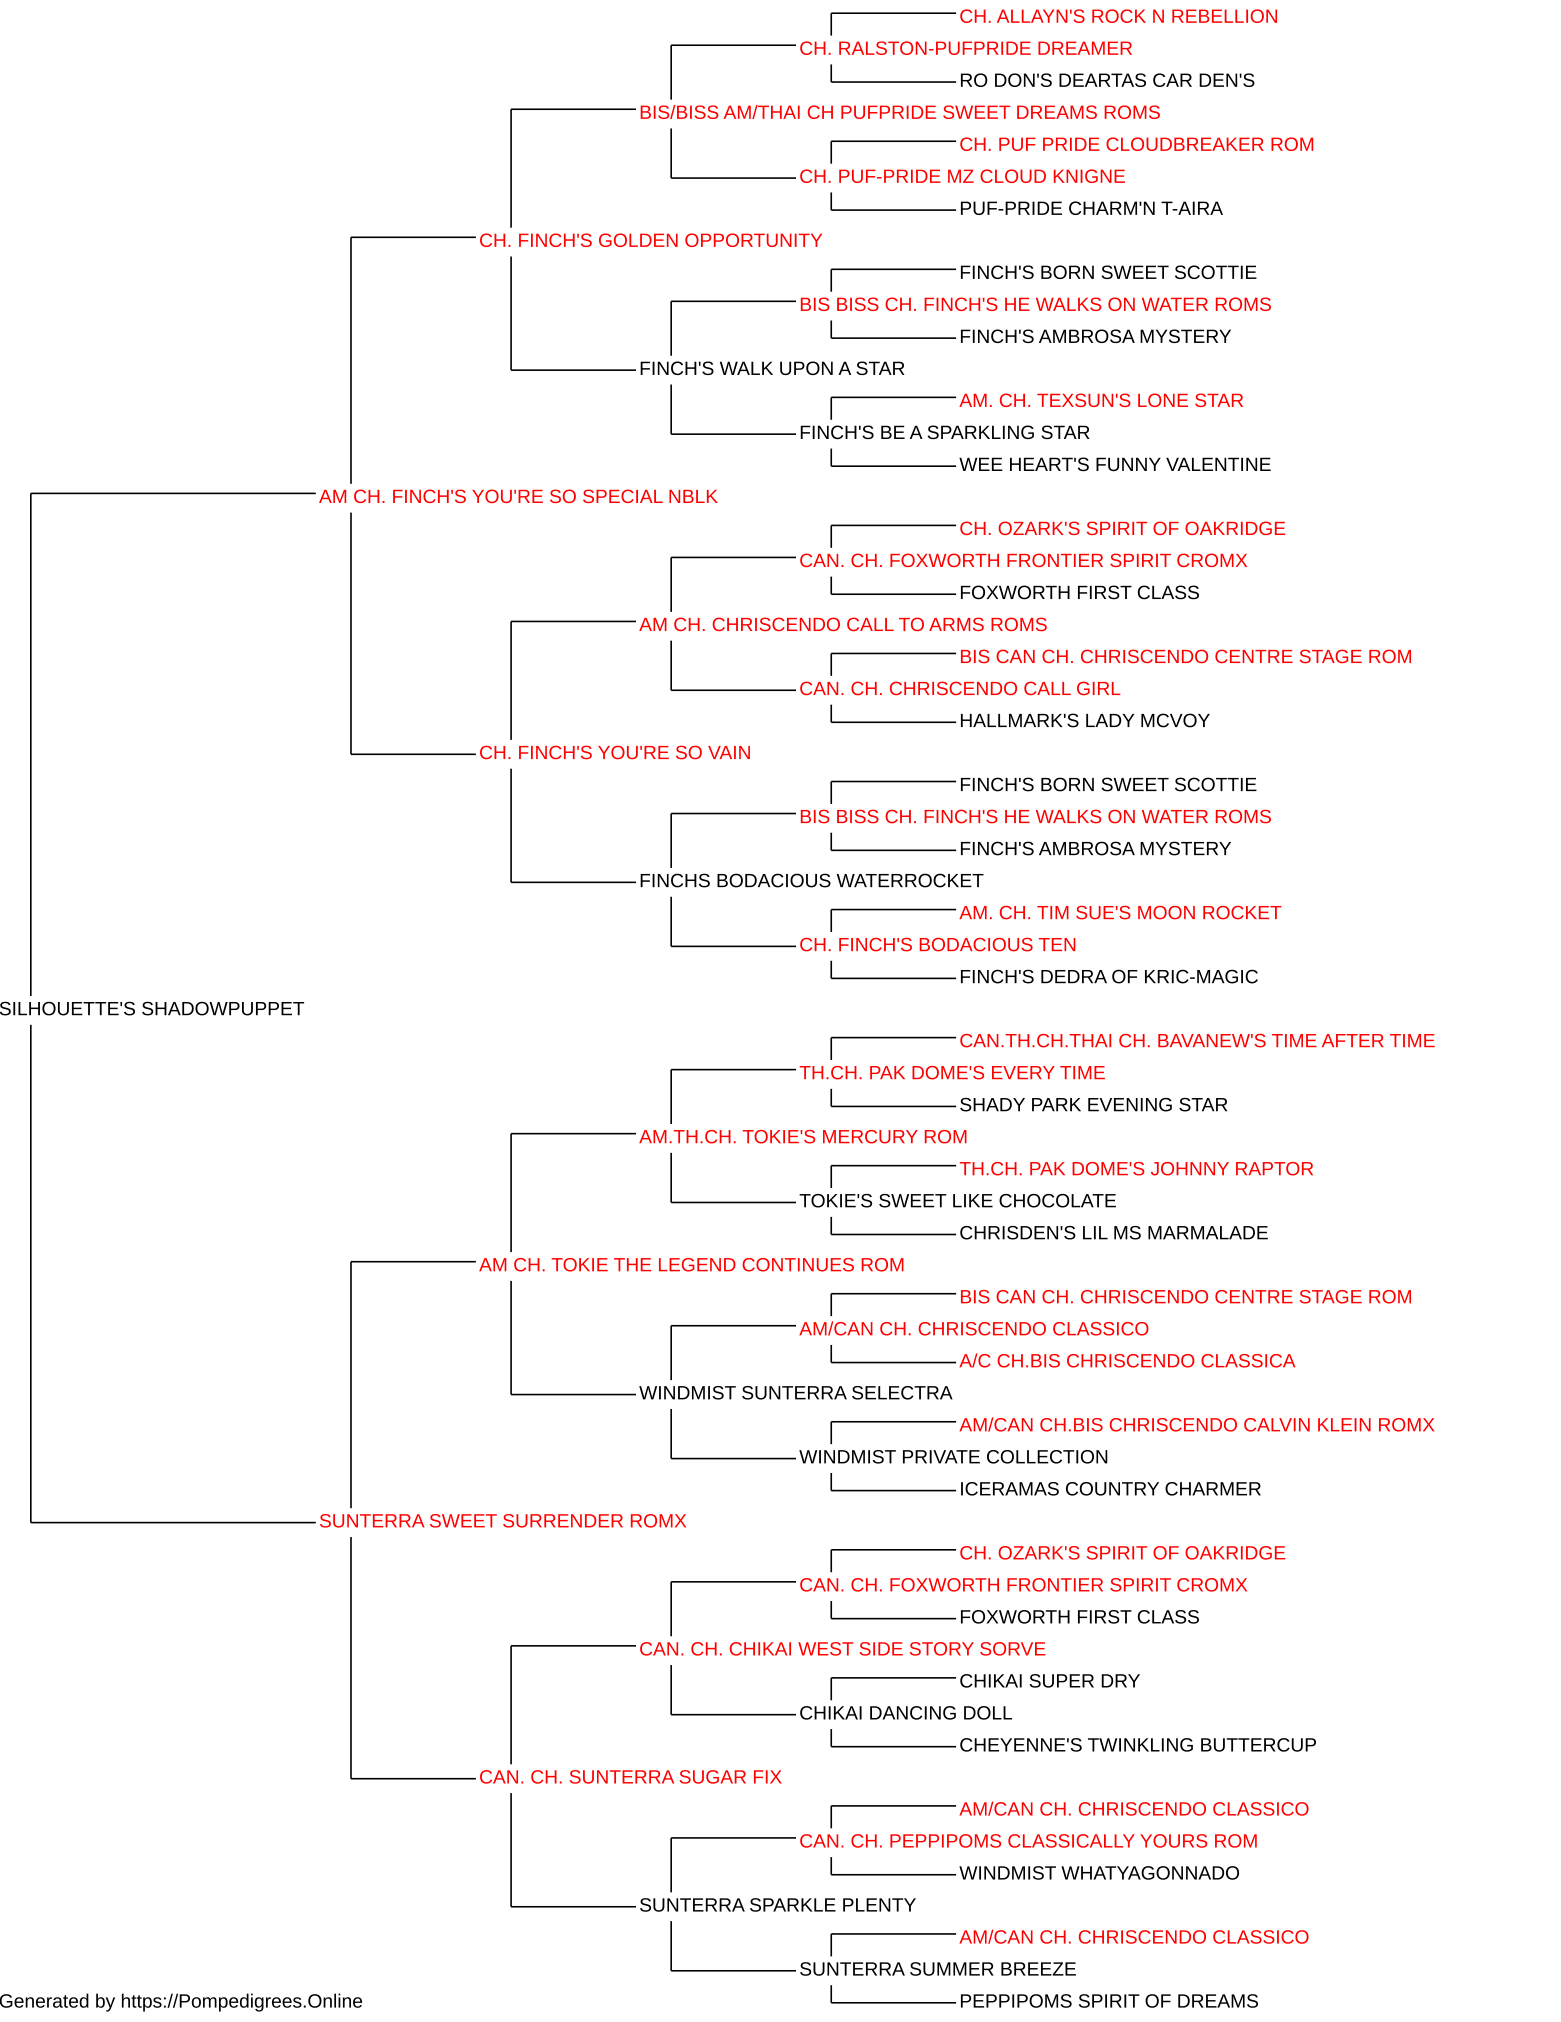 CH. ALLAYN'S ROCK N REBELLION
CH. RALSTON-PUFPRIDE DREAMER
RO DON'S DEARTAS CAR DEN'S
BIS/BISS AM/THAI CH PUFPRIDE SWEET DREAMS ROMS
CH. PUF PRIDE CLOUDBREAKER ROM
CH. PUF-PRIDE MZ CLOUD KNIGNE
PUF-PRIDE CHARM'N T-AIRA
CH. FINCH'S GOLDEN OPPORTUNITY
FINCH'S BORN SWEET SCOTTIE
BIS BISS CH. FINCH'S HE WALKS ON WATER ROMS
FINCH'S AMBROSA MYSTERY
FINCH'S WALK UPON A STAR
AM. CH. TEXSUN'S LONE STAR
FINCH'S BE A SPARKLING STAR
WEE HEART'S FUNNY VALENTINE
AM CH. FINCH'S YOU'RE SO SPECIAL NBLK
CH. OZARK'S SPIRIT OF OAKRIDGE
CAN. CH. FOXWORTH FRONTIER SPIRIT CROMX
FOXWORTH FIRST CLASS
AM CH. CHRISCENDO CALL TO ARMS ROMS
BIS CAN CH. CHRISCENDO CENTRE STAGE ROM
CAN. CH. CHRISCENDO CALL GIRL
HALLMARK'S LADY MCVOY
CH. FINCH'S YOU'RE SO VAIN
FINCH'S BORN SWEET SCOTTIE
BIS BISS CH. FINCH'S HE WALKS ON WATER ROMS
FINCH'S AMBROSA MYSTERY
FINCHS BODACIOUS WATERROCKET
AM. CH. TIM SUE'S MOON ROCKET
CH. FINCH'S BODACIOUS TEN
FINCH'S DEDRA OF KRIC-MAGIC
SILHOUETTE'S SHADOWPUPPET
CAN.TH.CH.THAI CH. BAVANEW'S TIME AFTER TIME
TH.CH. PAK DOME'S EVERY TIME
SHADY PARK EVENING STAR
AM.TH.CH. TOKIE'S MERCURY ROM
TH.CH. PAK DOME'S JOHNNY RAPTOR
TOKIE'S SWEET LIKE CHOCOLATE
CHRISDEN'S LIL MS MARMALADE
AM CH. TOKIE THE LEGEND CONTINUES ROM
BIS CAN CH. CHRISCENDO CENTRE STAGE ROM
AM/CAN CH. CHRISCENDO CLASSICO
A/C CH.BIS CHRISCENDO CLASSICA
WINDMIST SUNTERRA SELECTRA
AM/CAN CH.BIS CHRISCENDO CALVIN KLEIN ROMX
WINDMIST PRIVATE COLLECTION
ICERAMAS COUNTRY CHARMER
SUNTERRA SWEET SURRENDER ROMX
CH. OZARK'S SPIRIT OF OAKRIDGE
CAN. CH. FOXWORTH FRONTIER SPIRIT CROMX
FOXWORTH FIRST CLASS
CAN. CH. CHIKAI WEST SIDE STORY SORVE
CHIKAI SUPER DRY
CHIKAI DANCING DOLL
CHEYENNE'S TWINKLING BUTTERCUP
CAN. CH. SUNTERRA SUGAR FIX
AM/CAN CH. CHRISCENDO CLASSICO
CAN. CH. PEPPIPOMS CLASSICALLY YOURS ROM
WINDMIST WHATYAGONNADO
SUNTERRA SPARKLE PLENTY
AM/CAN CH. CHRISCENDO CLASSICO
SUNTERRA SUMMER BREEZE
PEPPIPOMS SPIRIT OF DREAMS
Generated by https://Pompedigrees.Online